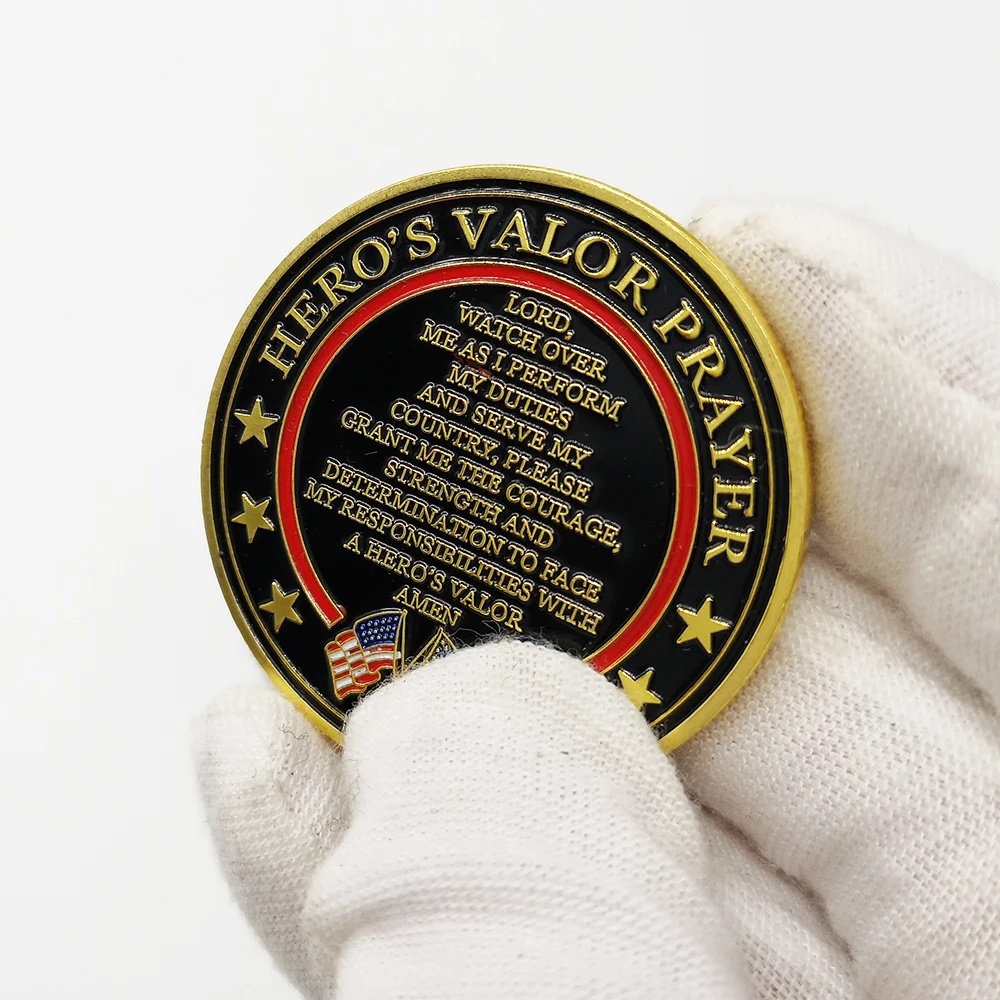 HERO'S VALOR PRAYER
LORD,
WATCH OVER
ME AS I PERFORM
MY DUTIES
AND SERVE MY
COUNTRY, PLEASE
GRANT ME THE COURAGE,
STRENGTH AND
DETERMINATION TO FACE
MY RESPONSIBILITIES WITH
A HERO'S VALOR
AMEN